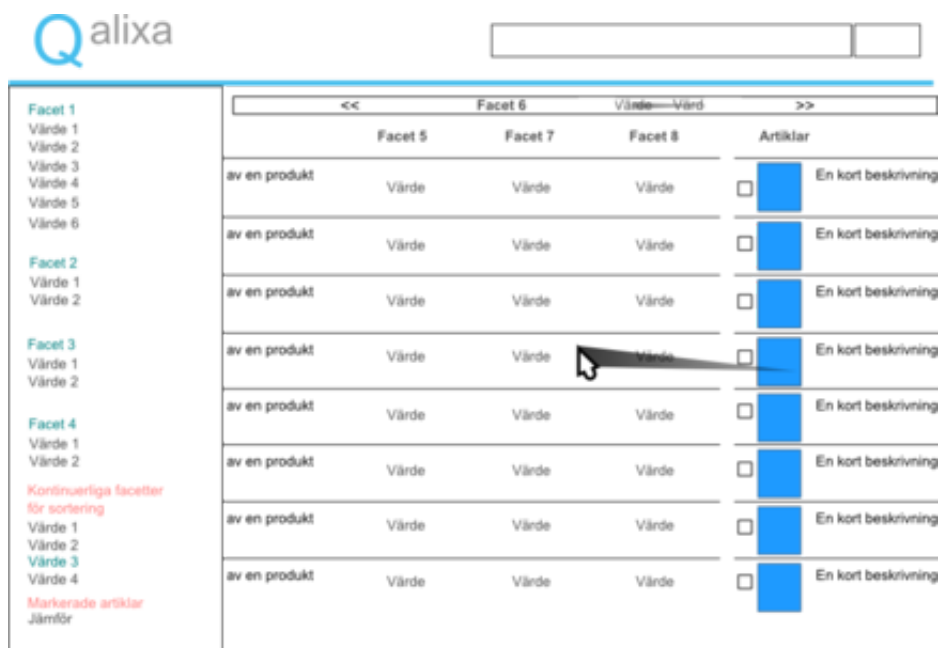 Qalixa
Facet 1
Värde 1
Värde 2
Värde 3
Värde 4
Värde 5
Värde 6
Facet 2
Värde 1
Värde 2
Facet 3
Värde 1
Värde 2
Facet 4
Värde 1
Värde 2
Kontinuerliga facetter
för sortering
Värde 1
Värde 2
Värde 3
Värde 4
Markerade artiklar
Jämför
<< Facet 6 Värde Värd >>
Facet 5 Facet 7 Facet 8 Artiklar
av en produkt Värde Värde Värde En kort beskrivning
av en produkt Värde Värde Värde En kort beskrivning
av en produkt Värde Värde Värde En kort beskrivning
av en produkt Värde Värde Värde En kort beskrivning
av en produkt Värde Värde Värde En kort beskrivning
av en produkt Värde Värde Värde En kort beskrivning
av en produkt Värde Värde Värde En kort beskrivning
av en produkt Värde Värde Värde En kort beskrivning